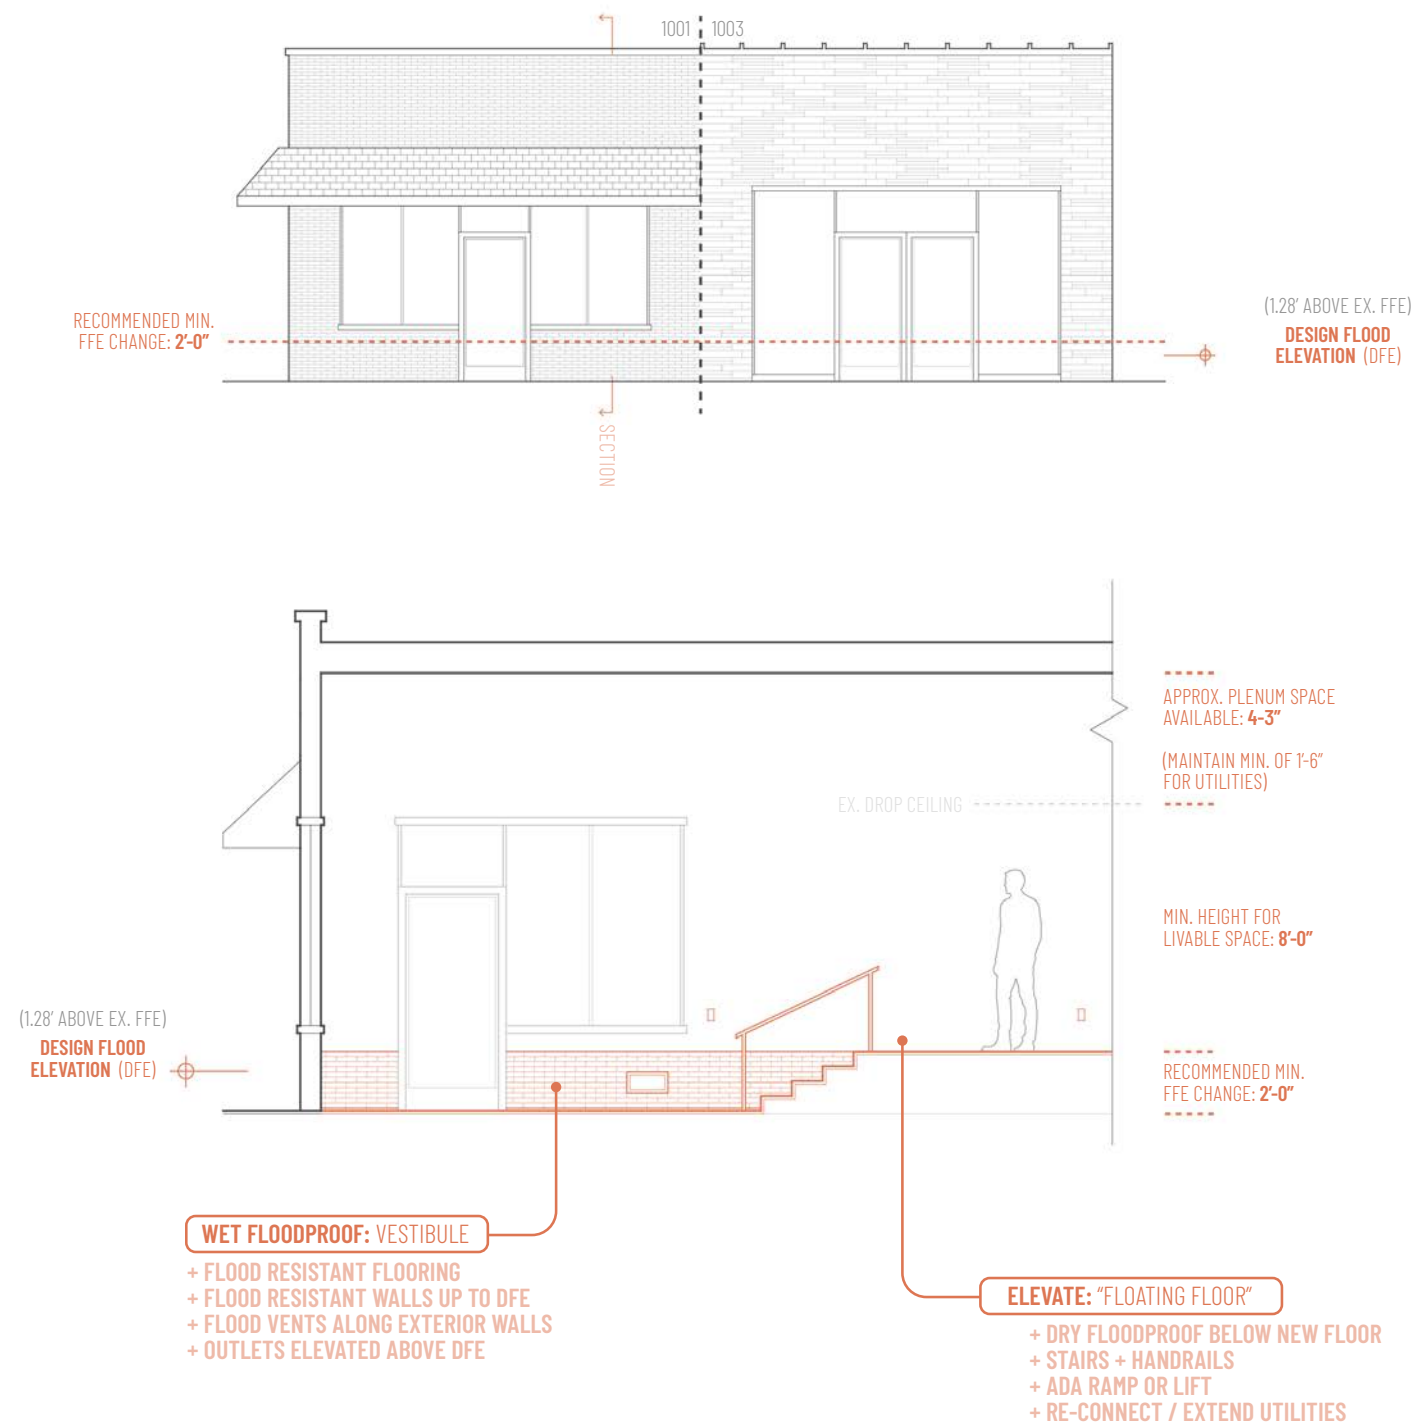 1001 1003
(1.28' ABOVE EX. FFE)
DESIGN FLOOD
ELEVATION (DFE)
RECOMMENDED MIN.
FFE CHANGE: 2'-0"
SECTION
APPROX. PLENUM SPACE
AVAILABLE: 4-3"
(MAINTAIN MIN. OF 1'-6"
FOR UTILITIES)
EX. DROP CEILING
MIN. HEIGHT FOR
LIVABLE SPACE: 8'-0"
(1.28' ABOVE EX. FFE)
DESIGN FLOOD
ELEVATION (DFE)
RECOMMENDED MIN.
FFE CHANGE: 2'-0"
WET FLOODPROOF: VESTIBULE
+ FLOOD RESISTANT FLOORING
+ FLOOD RESISTANT WALLS UP TO DFE
+ FLOOD VENTS ALONG EXTERIOR WALLS
+ OUTLETS ELEVATED ABOVE DFE
ELEVATE: "FLOATING FLOOR"
+ DRY FLOODPROOF BELOW NEW FLOOR
+ STAIRS + HANDRAILS
+ ADA RAMP OR LIFT
+ RE-CONNECT / EXTEND UTILITIES